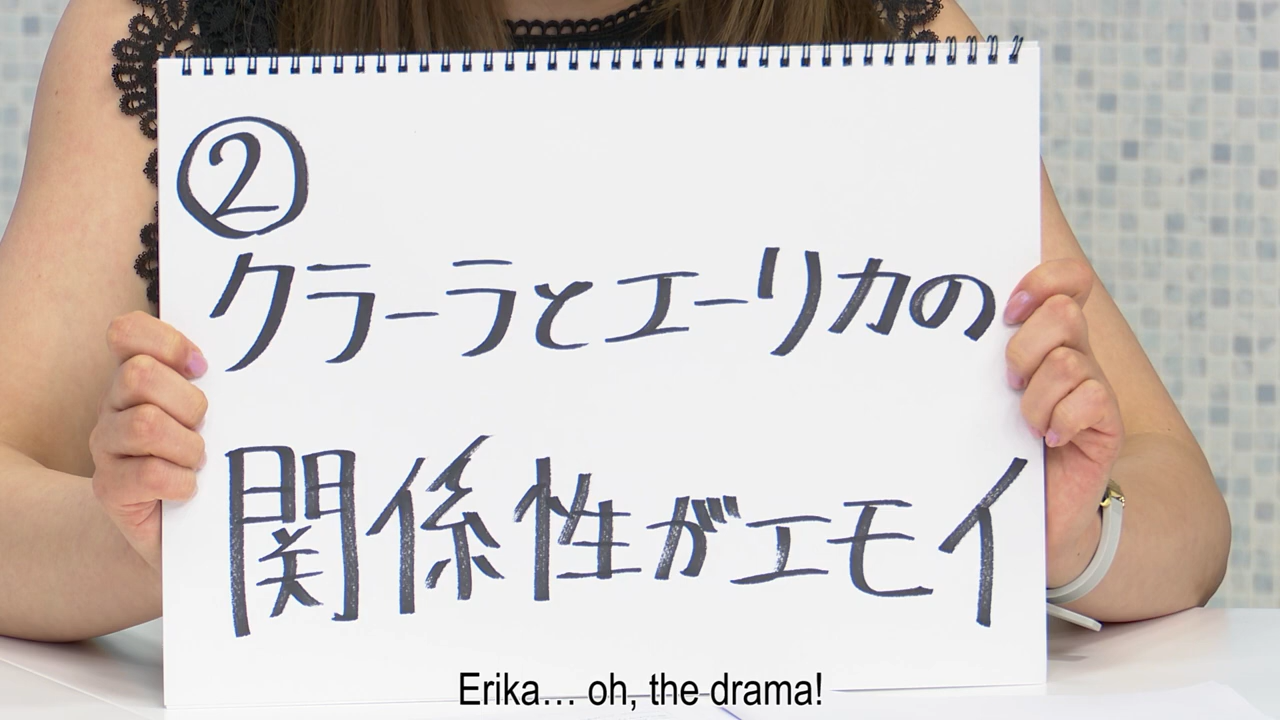 ②
クラーラとエーリカの
関係性がエモイ
Erika... oh, the drama!